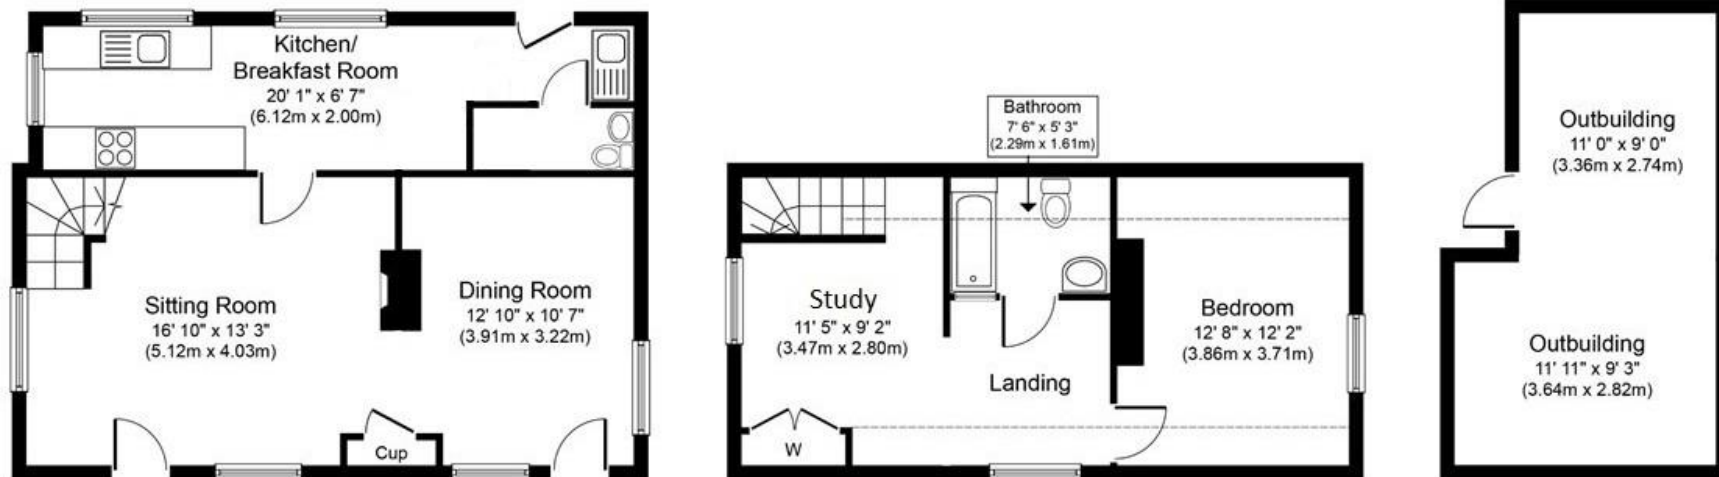 Kitchen/
Breakfast Room
20' 1" x 6' 7"
(6.12m x 2.00m)
Sitting Room
16' 10" x 13' 3"
(5.12m x 4.03m)
Dining Room
12' 10" x 10' 7"
(3.91m x 3.22m)
Cup
Bathroom
7' 6" x 5' 3"
(2.29m x 1.61m)
Study
11' 5" x 9' 2"
(3.47m x 2.80m)
Landing
W
Bedroom
12' 8" x 12' 2"
(3.86m x 3.71m)
Outbuilding
11' 0" x 9' 0"
(3.36m x 2.74m)
Outbuilding
11' 11" x 9' 3"
(3.64m x 2.82m)